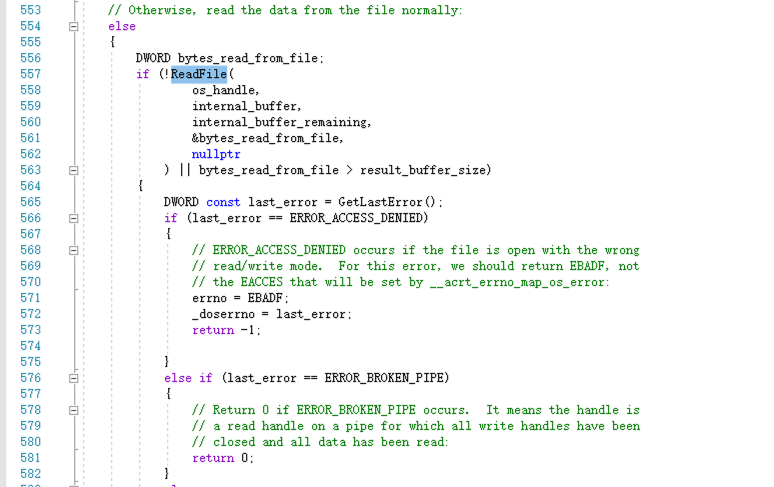 553 // Otherwise, read the data from the file normally:
554 else
555 {
556 DWORD bytes_read_from_file;
557 if (!ReadFile(
558 os_handle,
559 internal_buffer,
560 internal_buffer_remaining,
561 &bytes_read_from_file,
562 nullptr
563 ) || bytes_read_from_file > result_buffer_size)
564 {
565 DWORD const last_error = GetLastError();
566 if (last_error == ERROR_ACCESS_DENIED)
567 {
568 // ERROR_ACCESS_DENIED occurs if the file is open with the wrong
569 // read/write mode.  For this error, we should return EBADF, not
570 // the EACCES that will be set by __acrt_errno_map_os_error:
571 errno = EBADF;
572 _doserrno = last_error;
573 return -1;
574
575 }
576 else if (last_error == ERROR_BROKEN_PIPE)
577 {
578 // Return 0 if ERROR_BROKEN_PIPE occurs.  It means the handle is
579 // a read handle on a pipe for which all write handles have been
580 // closed and all data has been read:
581 return 0;
582 }